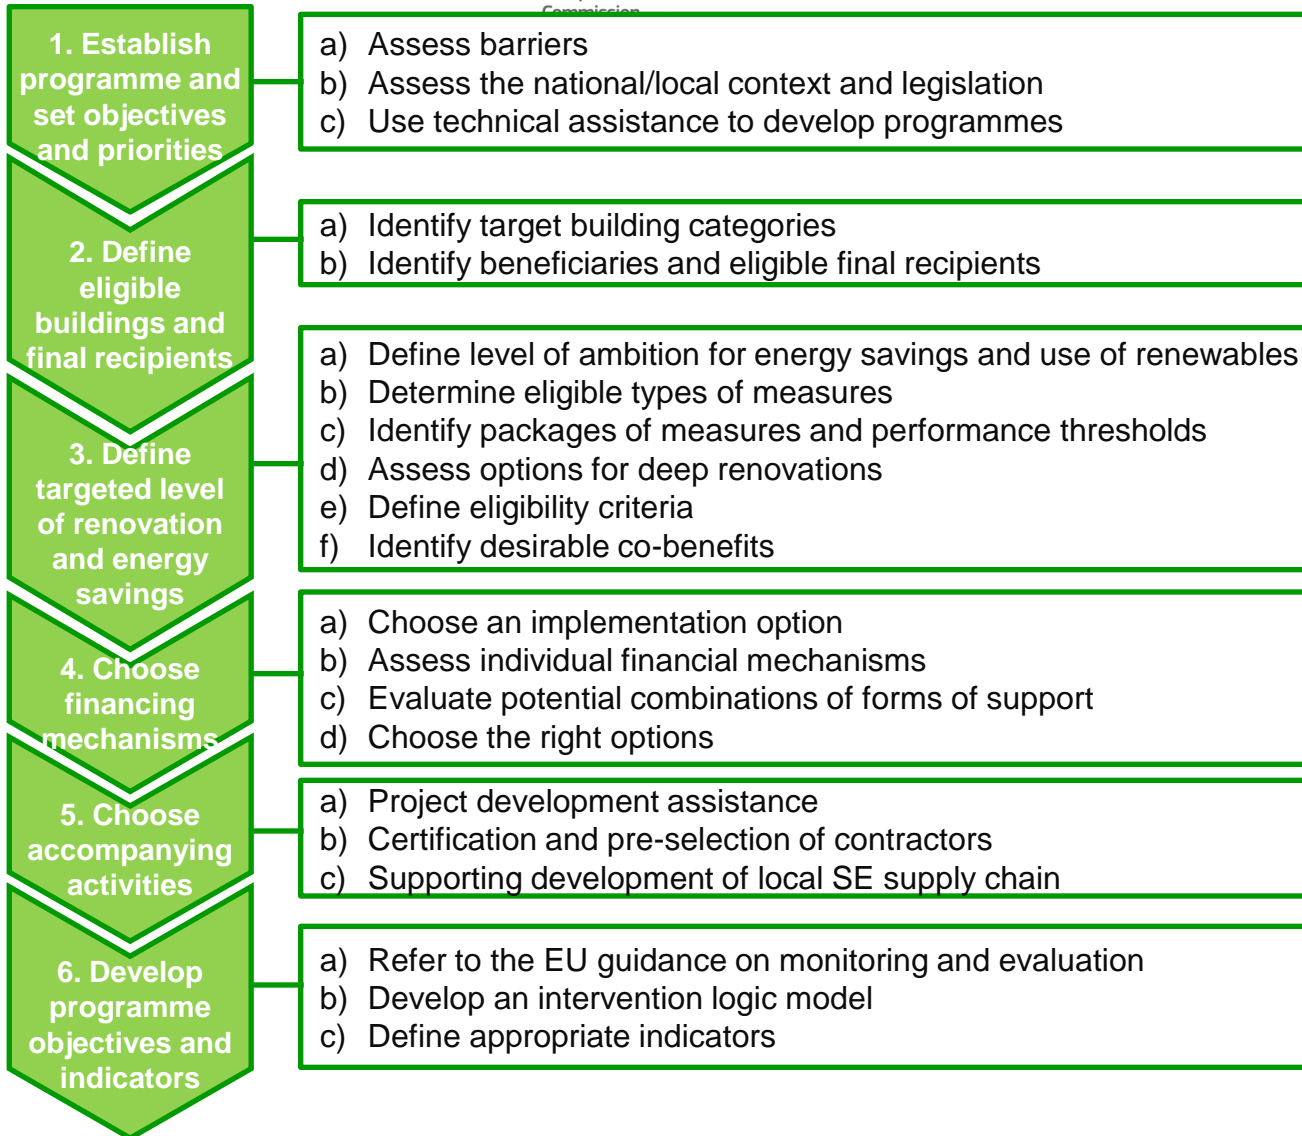 Commission
1. Establish
programme and
set objectives
and priorities
a) Assess barriers
b) Assess the national/local context and legislation
c) Use technical assistance to develop programmes
2. Define
eligible
buildings and
final recipients
a) Identify target building categories
b) Identify beneficiaries and eligible final recipients
3. Define
targeted level
of renovation
and energy
savings
a) Define level of ambition for energy savings and use of renewables
b) Determine eligible types of measures
c) Identify packages of measures and performance thresholds
d) Assess options for deep renovations
e) Define eligibility criteria
f) Identify desirable co-benefits
4. Choose
financing
mechanisms
a) Choose an implementation option
b) Assess individual financial mechanisms
c) Evaluate potential combinations of forms of support
d) Choose the right options
5. Choose
accompanying
activities
a) Project development assistance
b) Certification and pre-selection of contractors
c) Supporting development of local SE supply chain
6. Develop
programme
objectives and
indicators
a) Refer to the EU guidance on monitoring and evaluation
b) Develop an intervention logic model
c) Define appropriate indicators